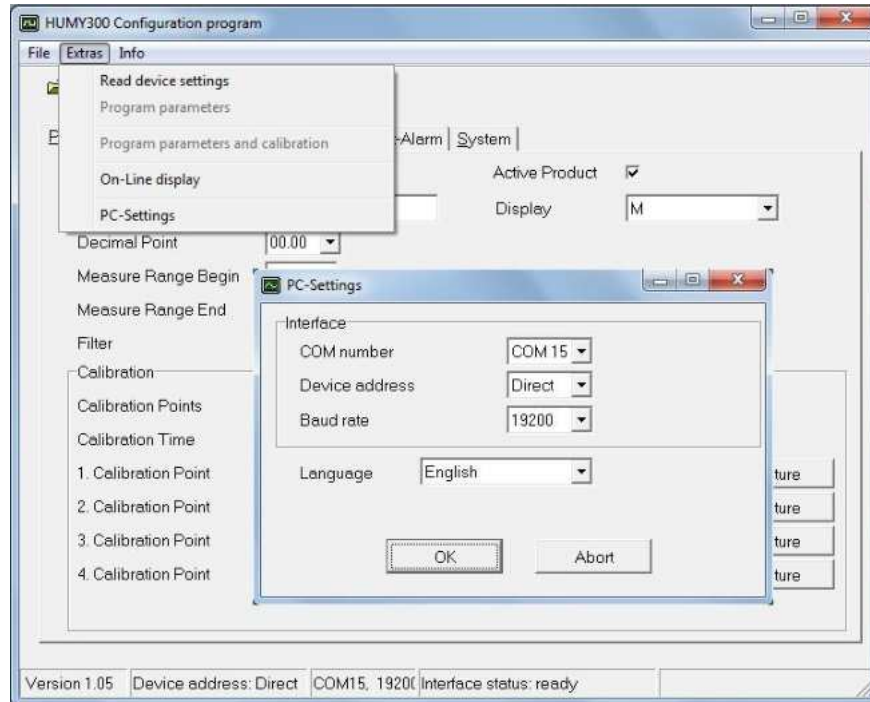 HUMY300 Configuration program
File Extras Info
Read device settings
Program parameters
Program parameters and calibration
On-Line display
PC-Settings
-Alarm System
Active Product
Display M
Decimal Point 00.00
Measure Range Begin
Measure Range End
Filter
Calibration
Calibration Points
Calibration Time
1. Calibration Point ture
2. Calibration Point ture
3. Calibration Point ture
4. Calibration Point ture
PC-Settings
Interface
COM number COM 15
Device address Direct
Baud rate 19200
Language English
OK Abort
Version 1.05 Device address: Direct COM15, 1920 Interface status: ready